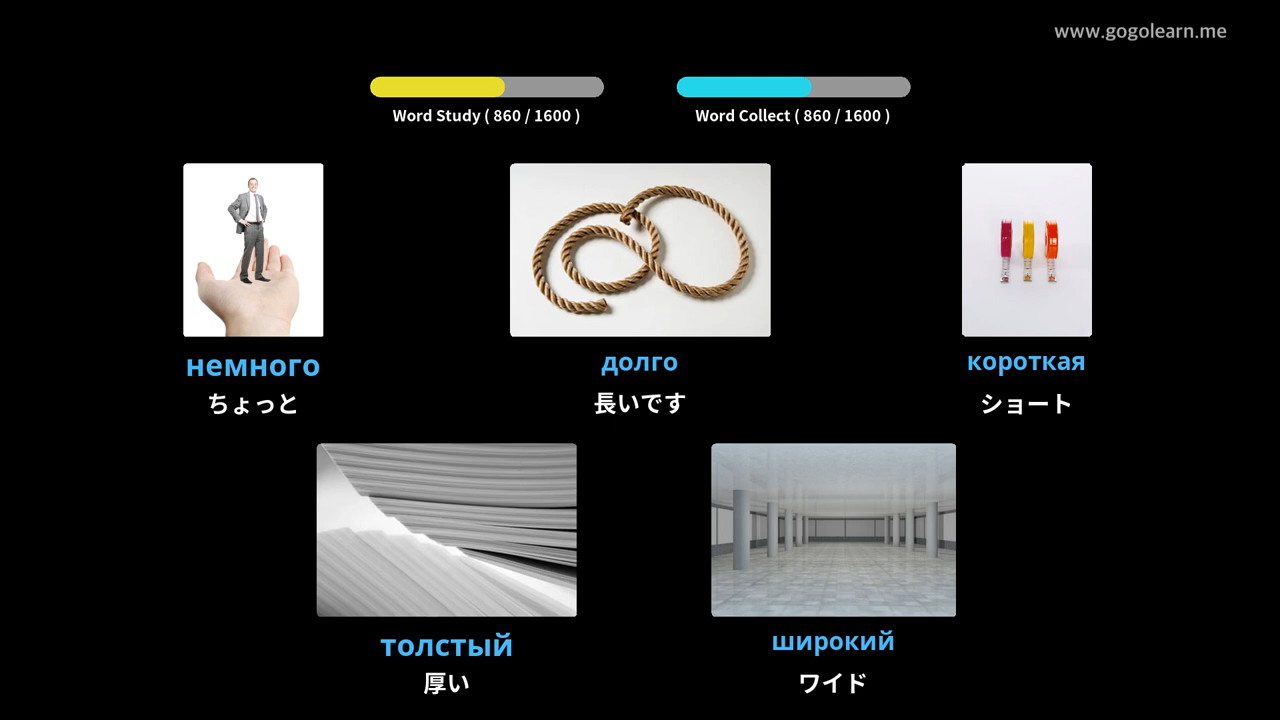 www.gogolearn.me
Word Study ( 860 / 1600 )
Word Collect ( 860 / 1600 )
немного
ちょっと
долго
長いです
короткая
ショート
толстый
厚い
широкий
ワイド